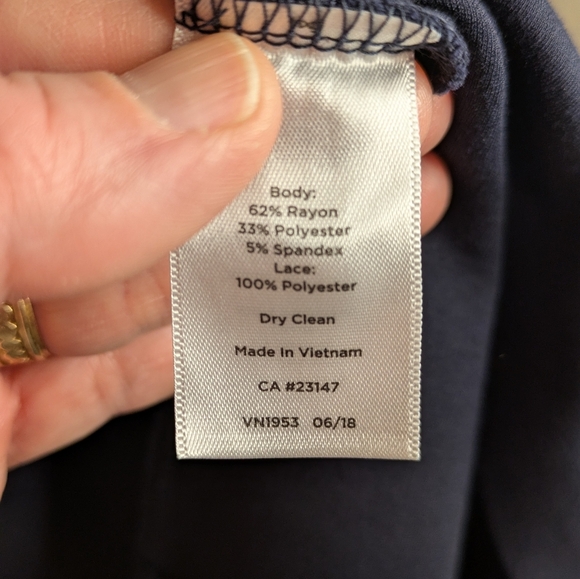 Body:
62% Rayon
33% Polyester
5% Spandex
Lace:
100% Polyester
Dry Clean
Made In Vietnam
CA #23147
VN1953 06/18